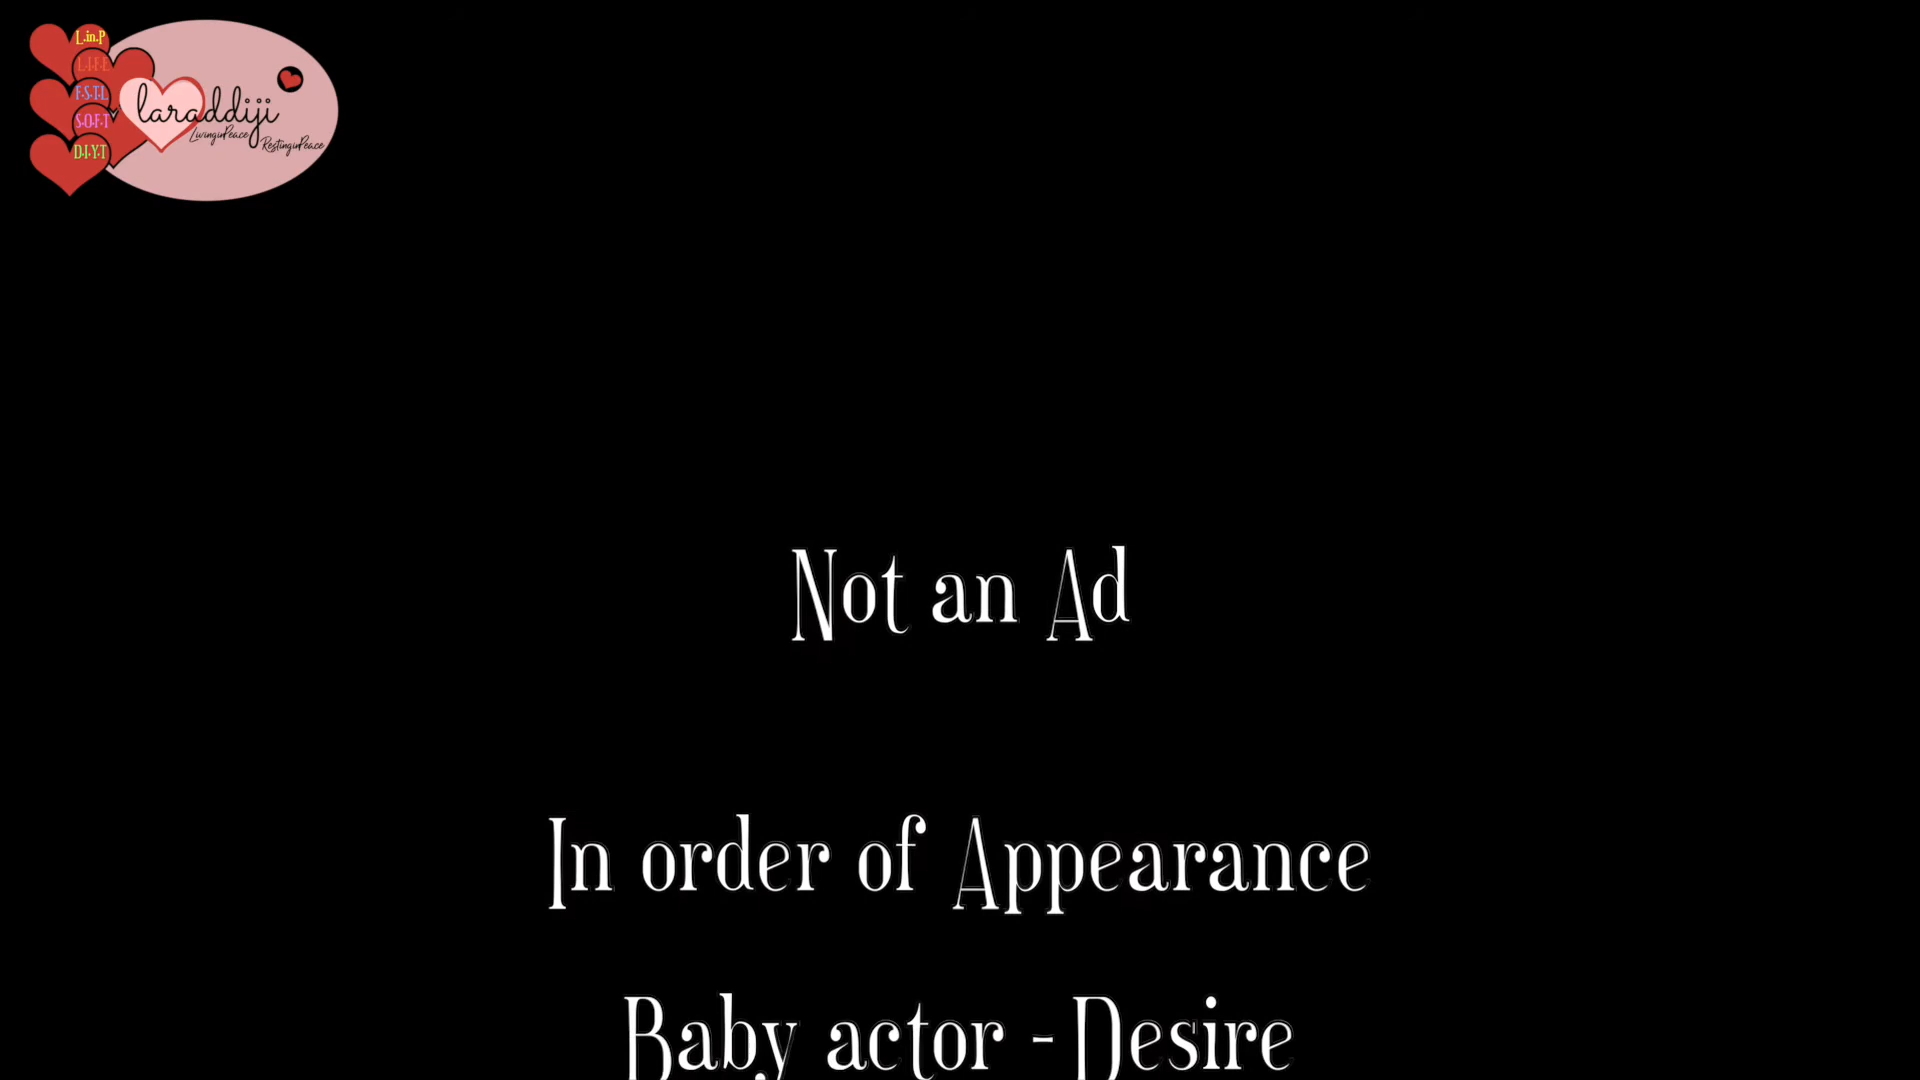 L.in.P
L.I.F.E
F.S.T.L
S.O.F.T
D.I.Y.T
laraddiji
LivinginPeace
RestinginPeace
Not an Ad
In order of Appearance
Baby actor - Desire